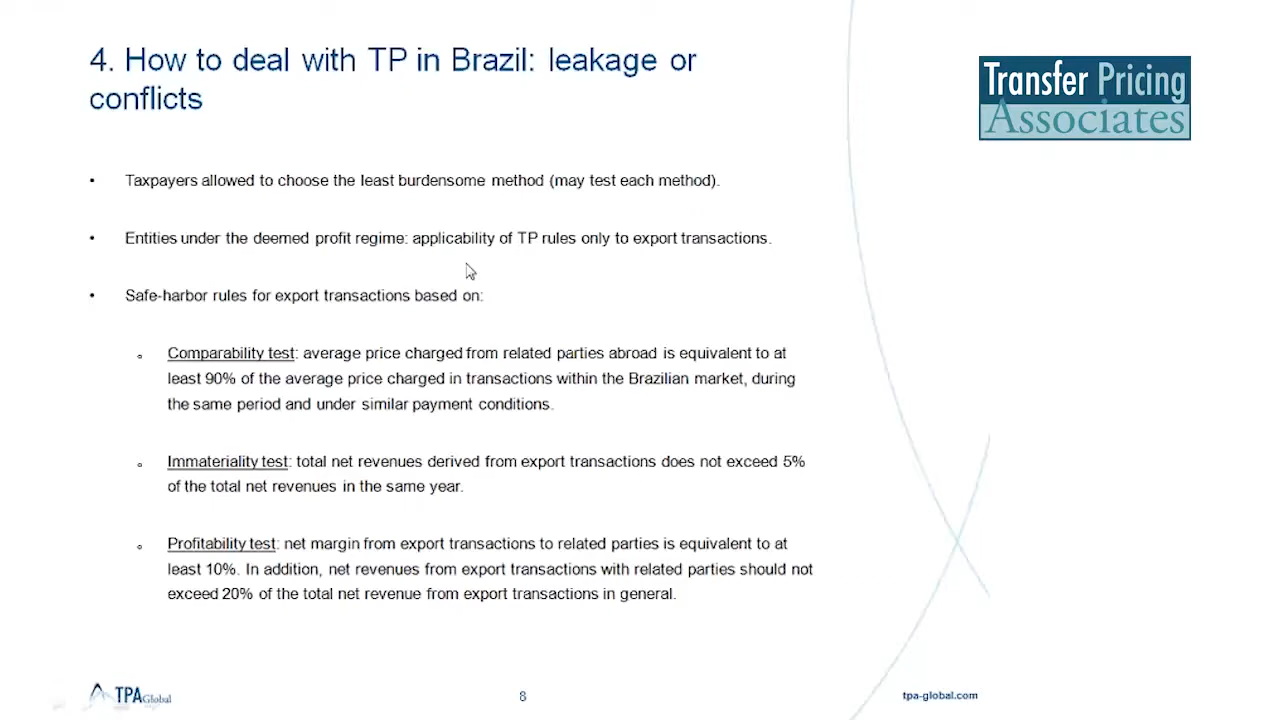 4. How to deal with TP in Brazil: leakage or
conflicts
Transfer Pricing
Associates
• Taxpayers allowed to choose the least burdensome method (may test each method).
• Entities under the deemed profit regime: applicability of TP rules only to export transactions.
• Safe-harbor rules for export transactions based on:
o Comparability test: average price charged from related parties abroad is equivalent to at
least 90% of the average price charged in transactions within the Brazilian market, during
the same period and under similar payment conditions.
o Immateriality test: total net revenues derived from export transactions does not exceed 5%
of the total net revenues in the same year.
o Profitability test: net margin from export transactions to related parties is equivalent to at
least 10%. In addition, net revenues from export transactions with related parties should not
exceed 20% of the total net revenue from export transactions in general.
TPA Global
8
tpa-global.com